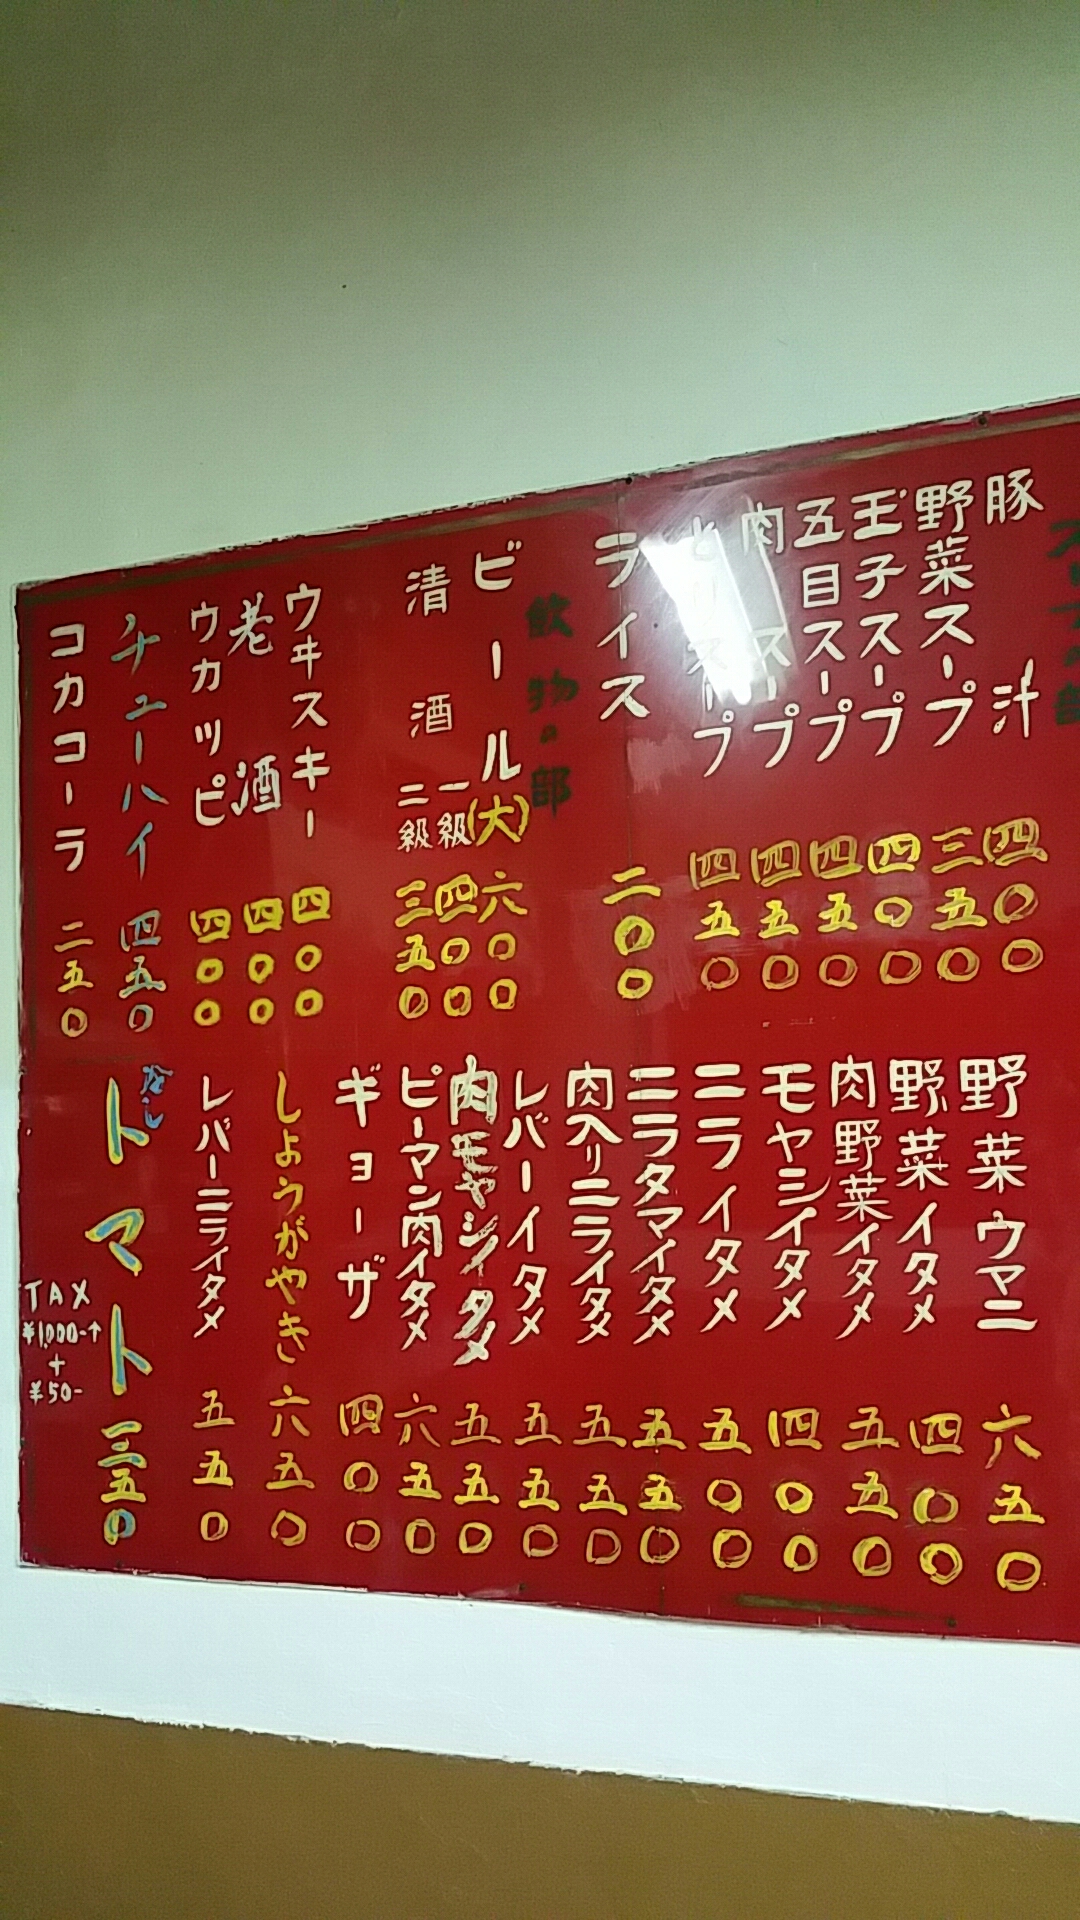 スープの部
豚汁 四〇〇
野菜スープ 三五〇
玉子スープ 四〇〇
五目スープ 四五〇
肉スープ 四五〇
スープ 四五〇
ライス 二〇〇
飲物の部
ビール(大) 六〇〇
清酒 一級 四〇〇
二級 三五〇
ウヰスキー 四〇〇
老酒 四〇〇
ウカッピ 四〇〇
チューハイ 四五〇
コカコーラ 二五〇
野菜ウマニ 六五〇
野菜イタメ 四〇〇
肉野菜イタメ 五五〇
モヤシイタメ 四〇〇
ニライタメ 五〇〇
ニラタマイタメ 五五〇
肉入りニライタメ 五五〇
レバーイタメ 五五〇
肉モヤシイタメ 五五〇
ピーマン肉イタメ 六五〇
ギョーザ 四〇〇
しょうがやき 六五〇
レバーニライタメ 五五〇
トマト 三五〇
TAX
¥1,000-↑
+
¥50-